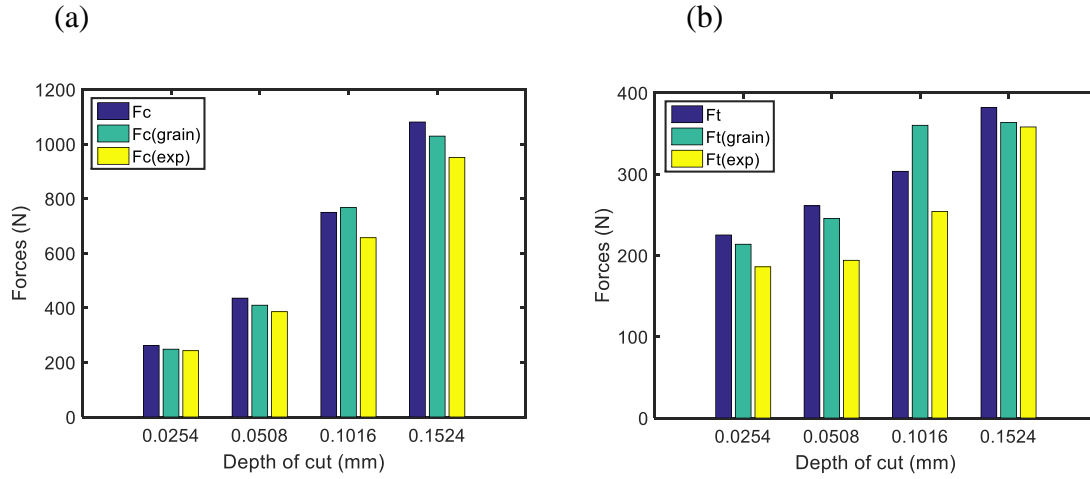 (a)
1200
1000
800
600
400
200
0
Forces (N)
Fc
Fc(grain)
Fc(exp)
0.0254 0.0508 0.1016 0.1524
Depth of cut (mm)
(b)
400
300
200
100
0
Forces (N)
Ft
Ft(grain)
Ft(exp)
0.0254 0.0508 0.1016 0.1524
Depth of cut (mm)